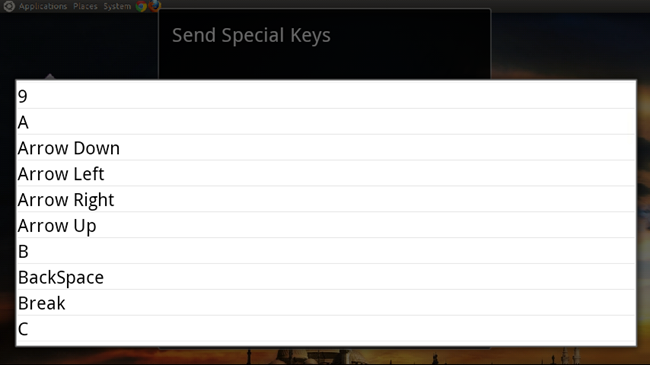 Applications Places System
Send Special Keys
9
A
Arrow Down
Arrow Left
Arrow Right
Arrow Up
B
BackSpace
Break
C